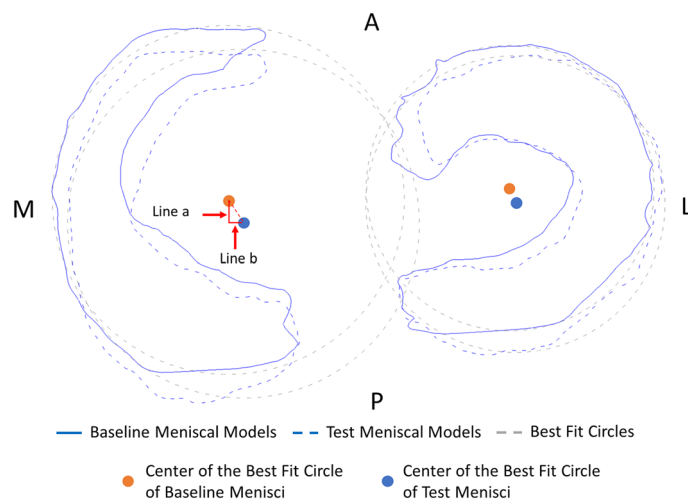 A
M
L
Line a
Line b
P
Baseline Meniscal Models
Test Meniscal Models
Best Fit Circles
Center of the Best Fit Circle
of Baseline Menisci
Center of the Best Fit Circle
of Test Menisci